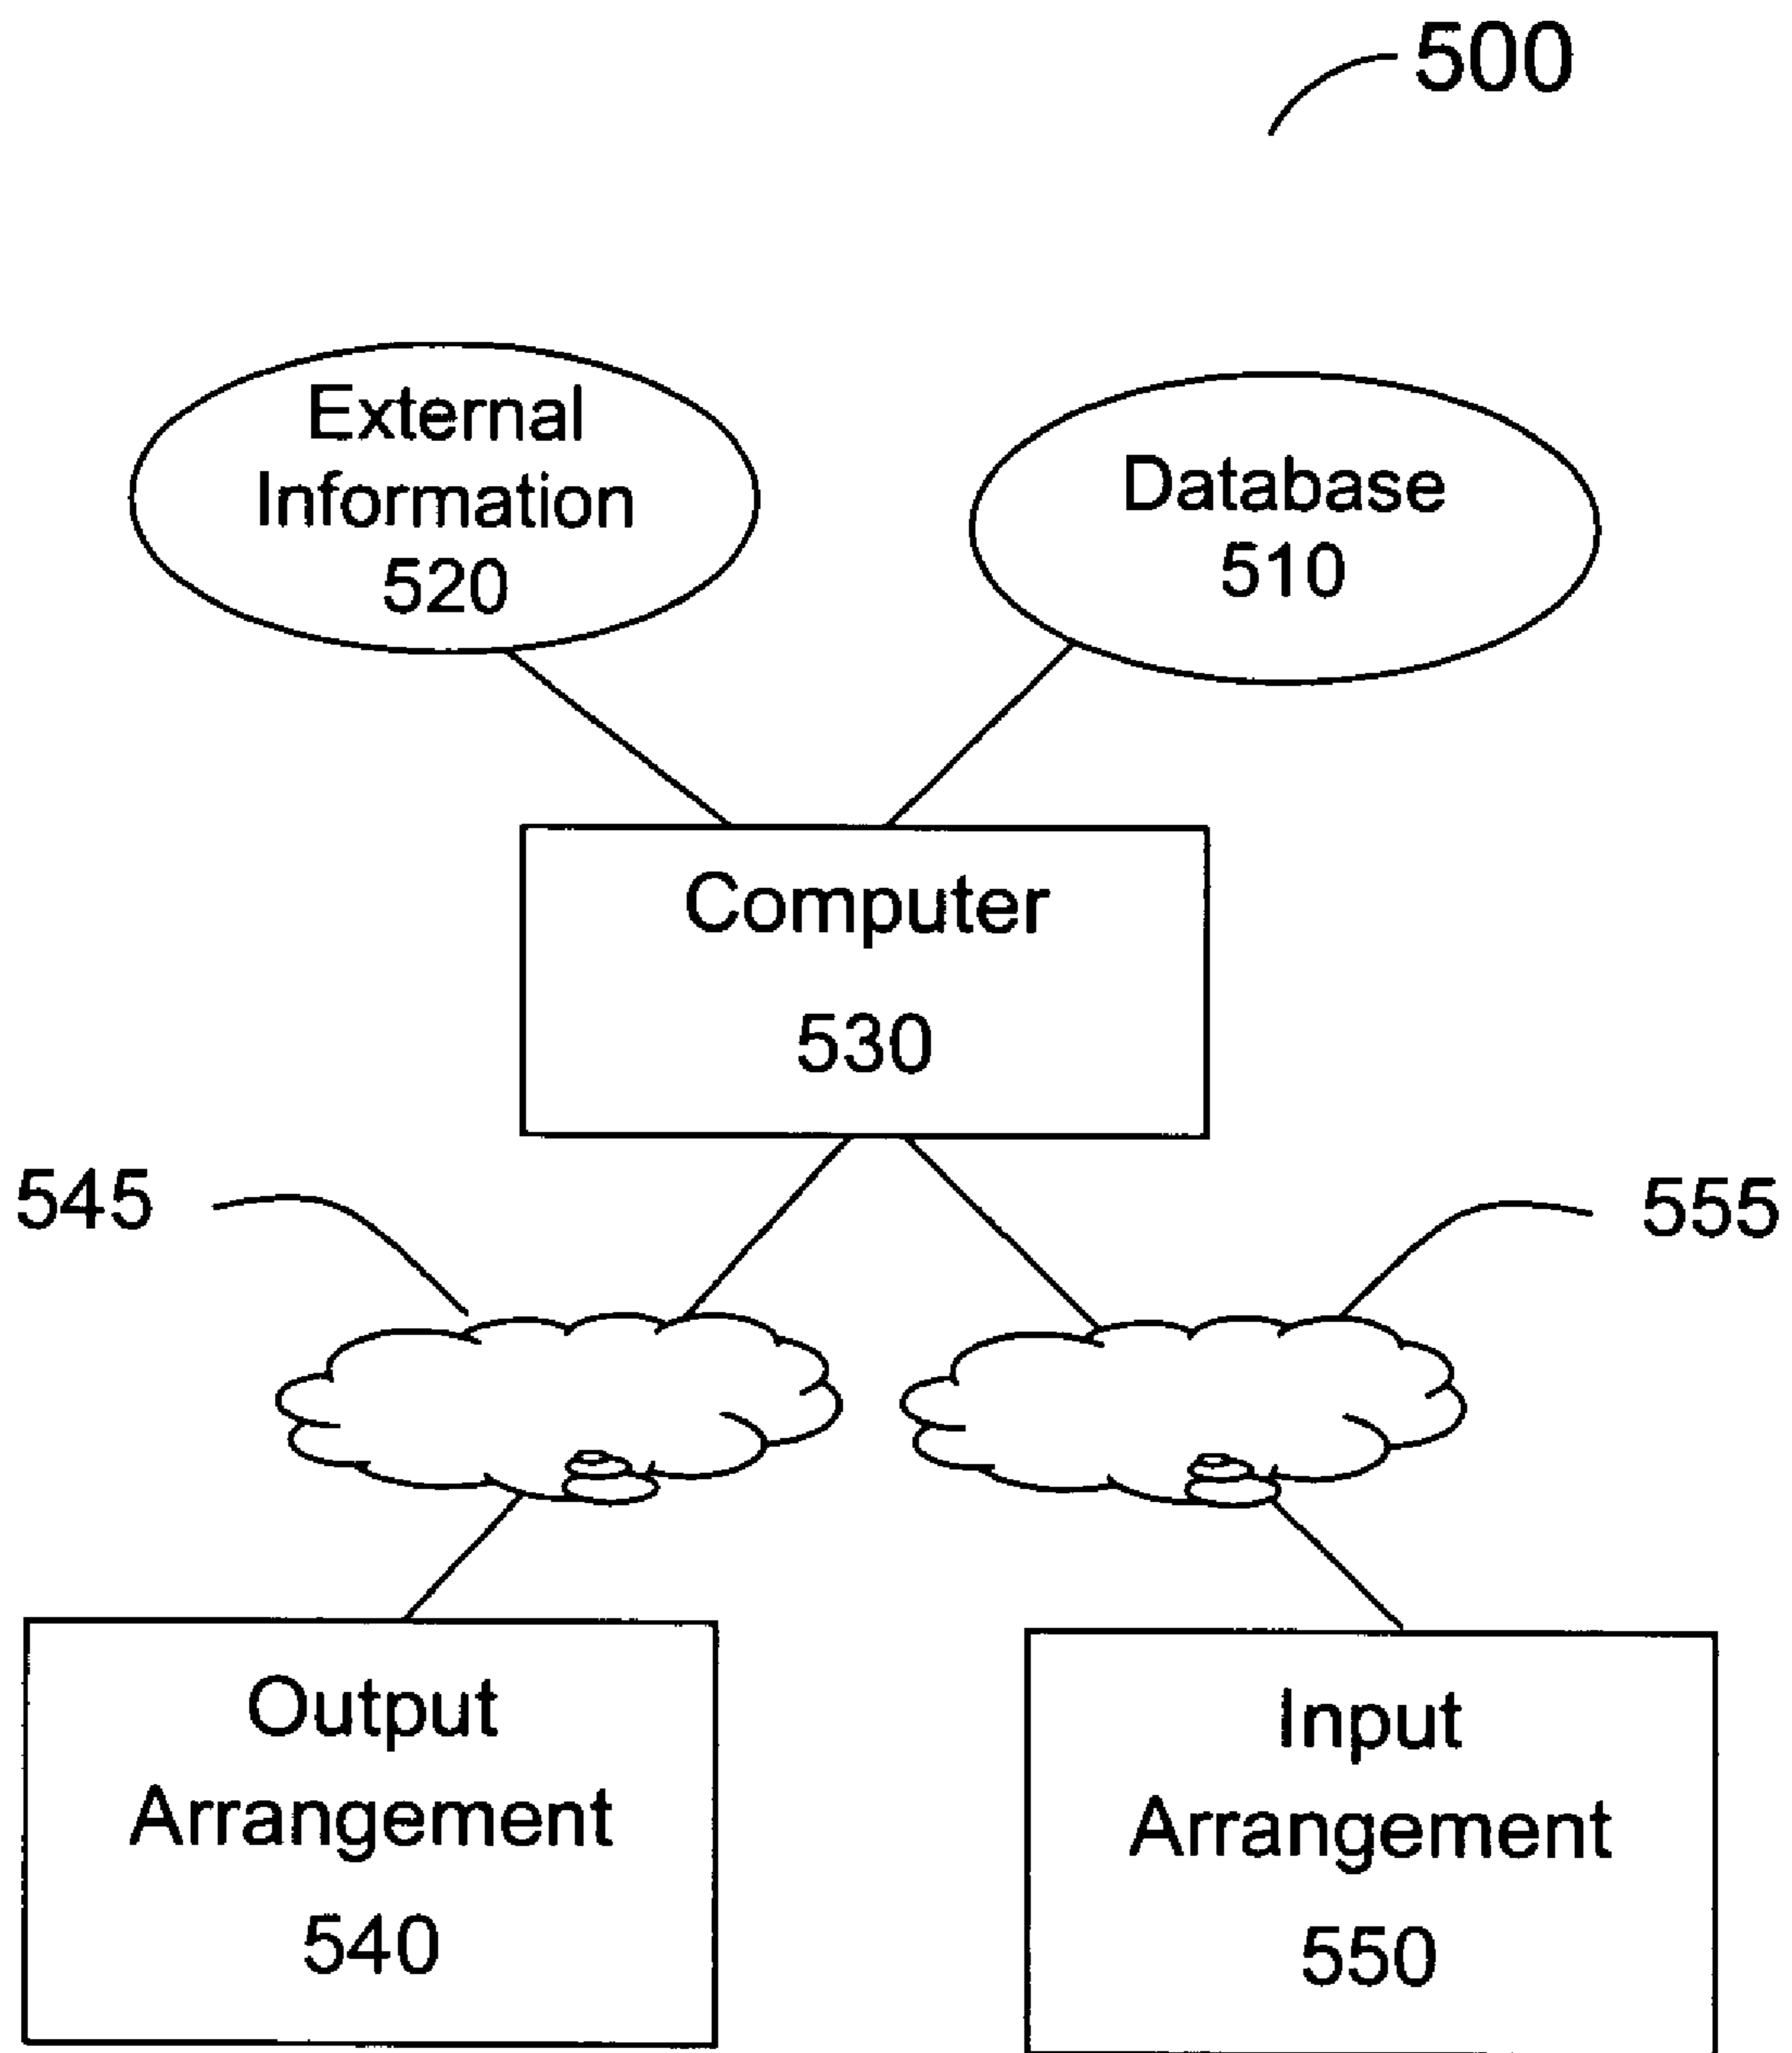 500
External
Information
520
Database
510
Computer
530
545
555
Output
Arrangement
540
Input
Arrangement
550